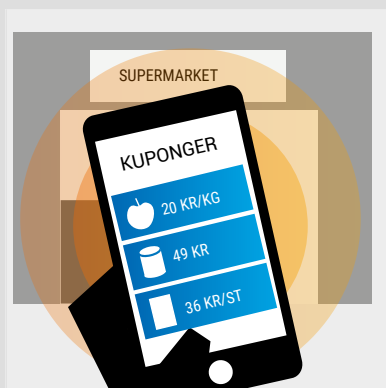 SUPERMARKET
KUPONGER
20 KR/KG
49 KR
36 KR/ST